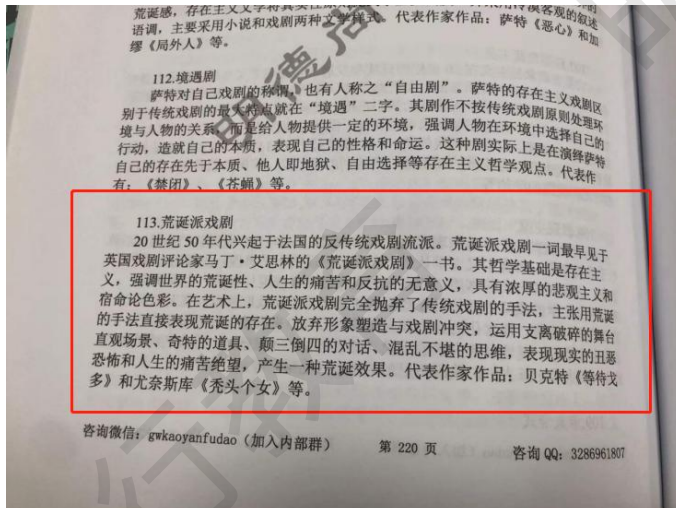 荒诞感，存在主义文学将其
语调，主要采用小说和戏剧两种文学样式。代表作家作品：萨特《恶心》和加
缪《局外人》等。
112.境遇剧
萨特对自己戏剧的称谓，也有人称之“自由剧”。萨特的存在主义戏剧区
别于传统戏剧的最大特点就在“境遇”二字。其剧作不按传统戏剧原则处理环
境与人物的关系，而是给人物提供一定的环境，强调人物在环境中选择自己的
行动，造就自己的本质，表现自己的性格和命运。这种剧实际上是在演绎萨特
自己的存在先于本质、他人即地狱、自由选择等存在主义哲学观点。代表作
有：《禁闭》、《苍蝇》等。
113.荒诞派戏剧
20 世纪 50 年代兴起于法国的反传统戏剧流派。荒诞派戏剧一词最早见于
英国戏剧评论家马丁·艾思林的《荒诞派戏剧》一书。其哲学基础是存在主
义，强调世界的荒诞性、人生的痛苦和反抗的无意义，具有浓厚的悲观主义和
宿命论色彩。在艺术上，荒诞派戏剧完全抛弃了传统戏剧的手法，主张用荒诞
的手法直接表现荒诞的存在。放弃形象塑造与戏剧冲突，运用支离破碎的舞台
直观场景、奇特的道具、颠三倒四的对话、混乱不堪的思维，表现现实的丑恶
恐怖和人生的痛苦绝望，产生一种荒诞效果。代表作家作品：贝克特《等待戈
多》和尤奈斯库《秃头个女》等。
咨询微信：gwkaoyanfudao（加入内部群） 第 220 页 咨询 QQ：3286961807